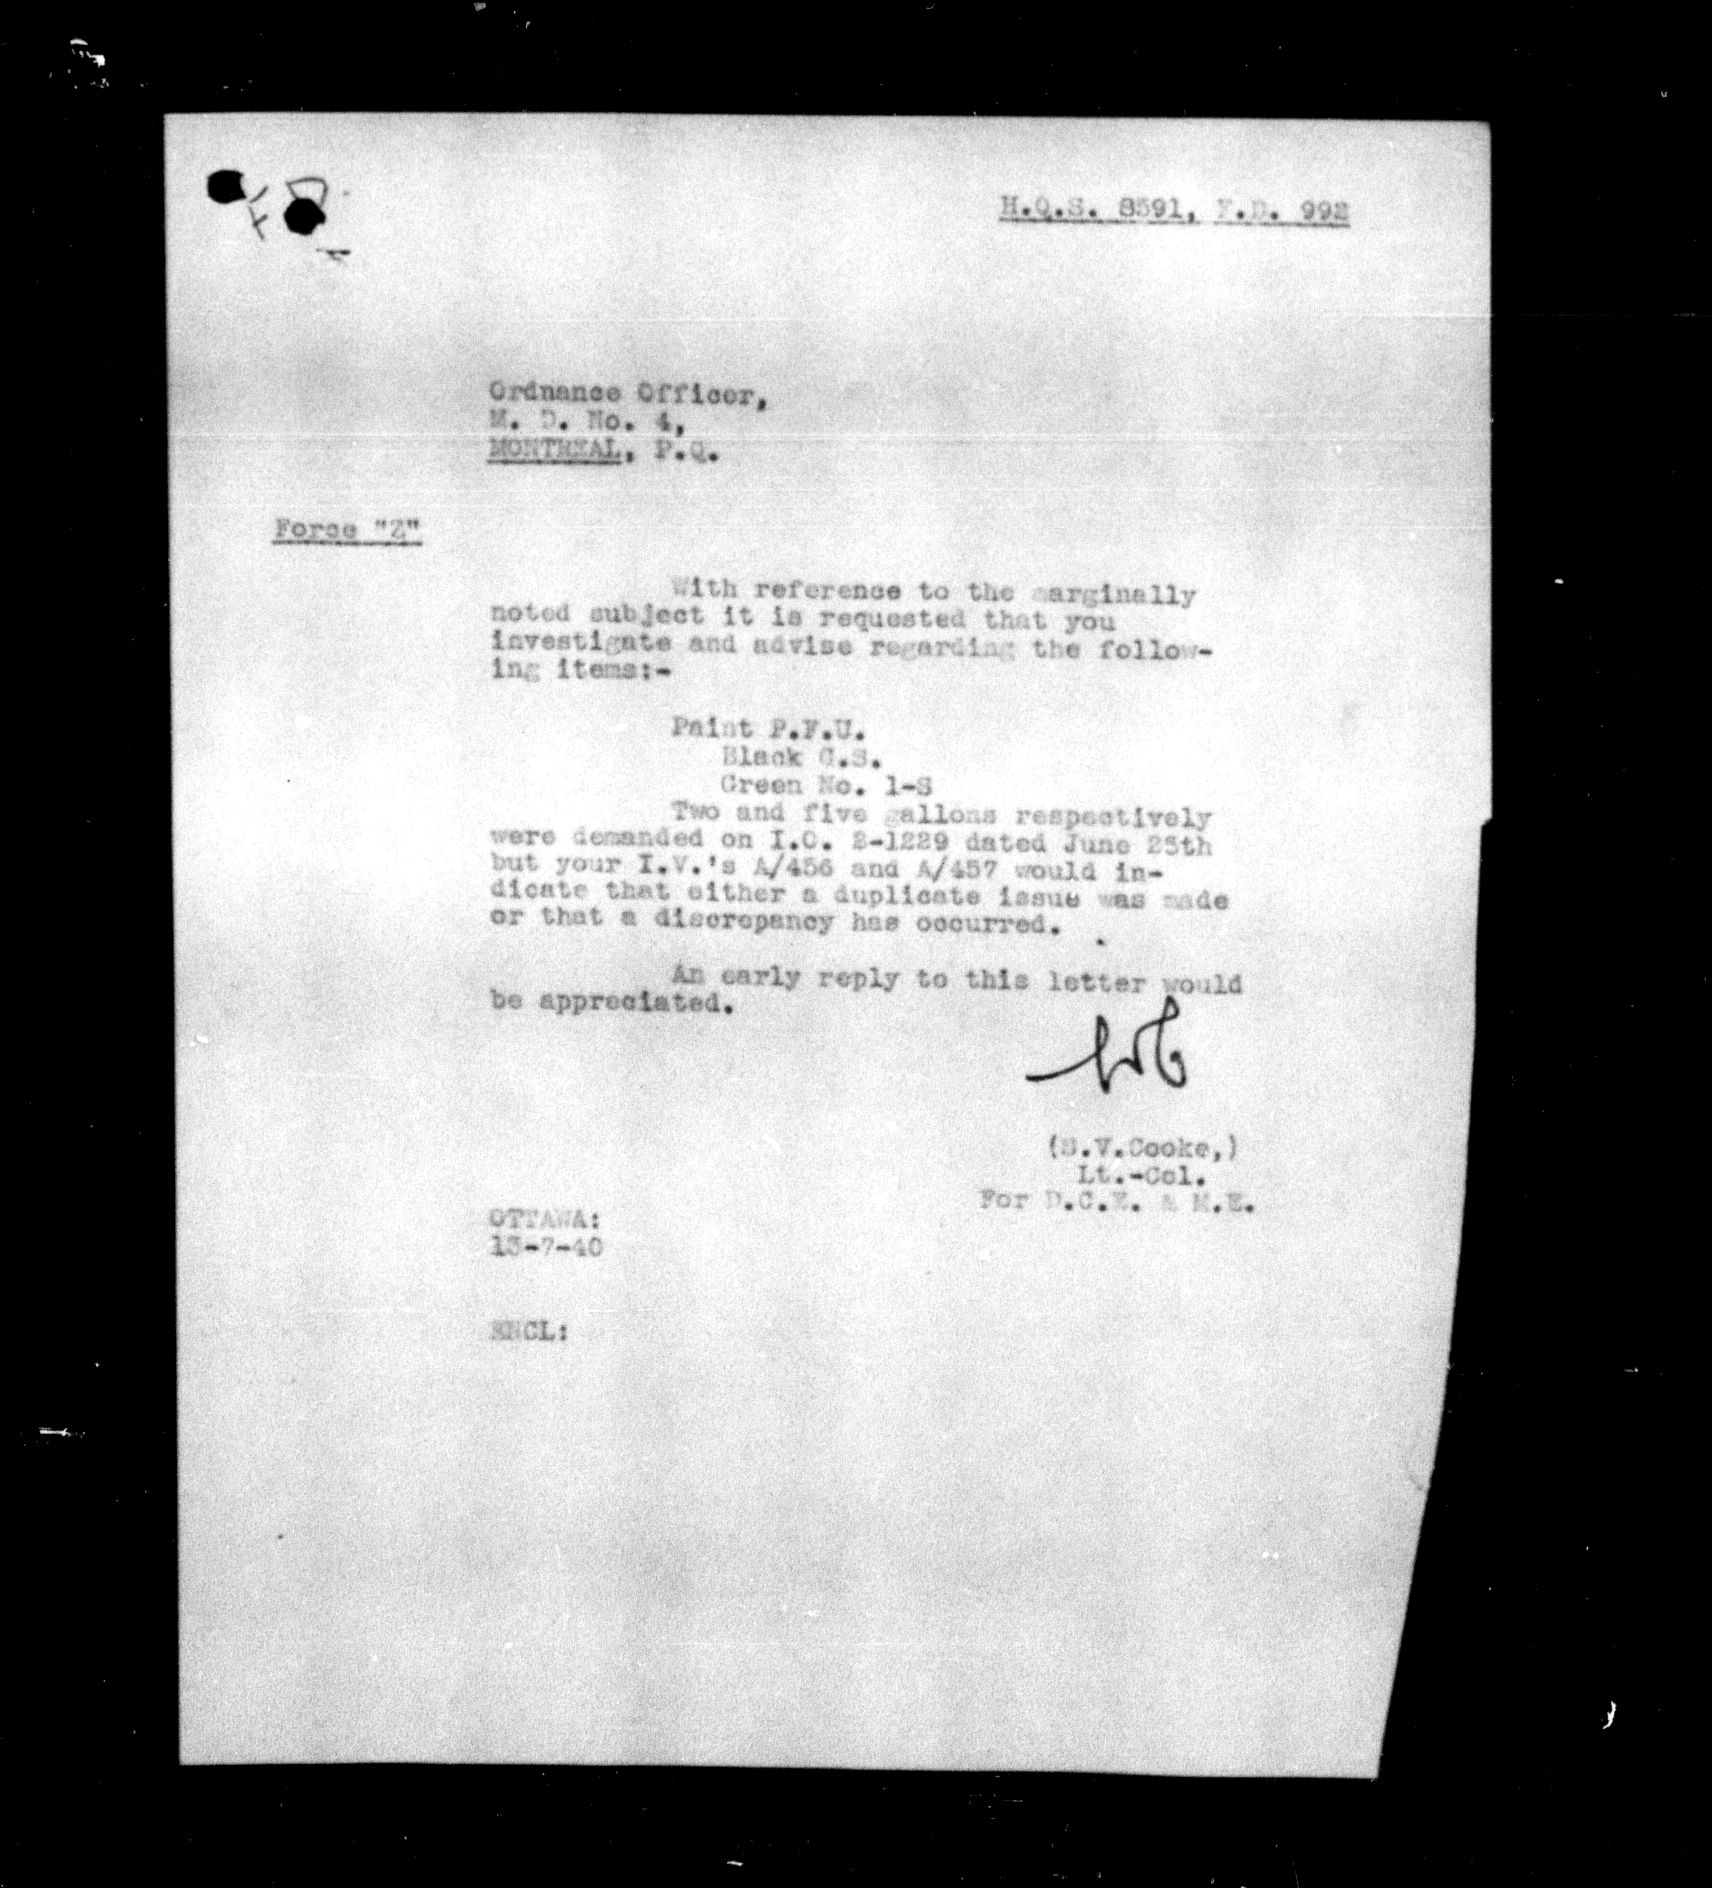 H.Q.S. 8591, F.D. 992
Ordnance Officer,
M. D. No. 4,
MONTREAL, P.Q.
Force "Z"
With reference to the marginally
noted subject it is requested that you
investigate and advise regarding the follow-
ing items:-
Paint P.F.U.
Black G.S.
Green No. 1-S
Two and five gallons respectively
were demanded on I.O. 2-1229 dated June 25th
but your I.V.'s A/456 and A/457 would in-
dicate that either a duplicate issue was made
or that a discrepancy has occurred.
An early reply to this letter would
be appreciated.
(S.V.Cooke,)
Lt.-Col.
For D.C.E. & M.E.
OTTAWA:
13-7-40
ENCL: